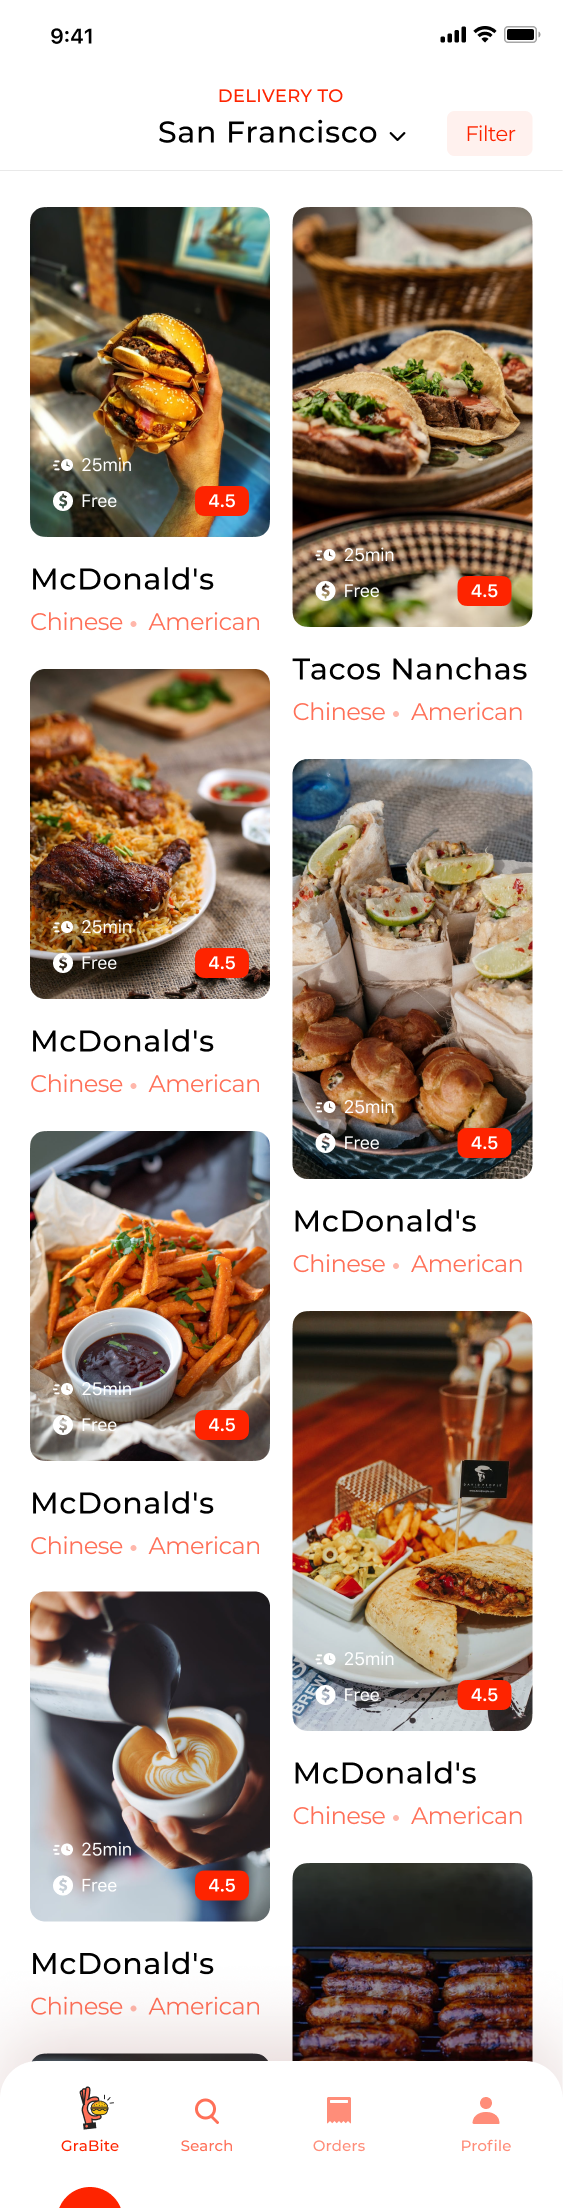 9:41
DELIVERY TO
San Francisco
Filter
25min
Free
4.5
McDonald's
Chinese • American
25min
Free
4.5
Tacos Nanchas
Chinese • American
25min
Free
4.5
McDonald's
Chinese • American
25min
Free
4.5
McDonald's
Chinese • American
25min
Free
4.5
McDonald's
Chinese • American
25min
Free
4.5
McDonald's
Chinese • American
25min
Free
4.5
McDonald's
Chinese • American
GraBite
Search
Orders
Profile